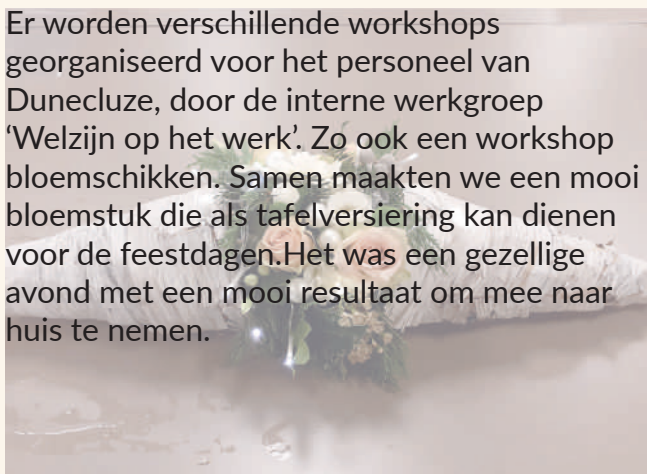 Er worden verschillende workshops
georganiseerd voor het personeel van
Dunecluze, door de interne werkgroep
‘Welzijn op het werk’. Zo ook een workshop
bloemschikken. Samen maakten we een mooi
bloemstuk die als tafelversiering kan dienen
voor de feestdagen.Het was een gezellige
avond met een mooi resultaat om mee naar
huis te nemen.